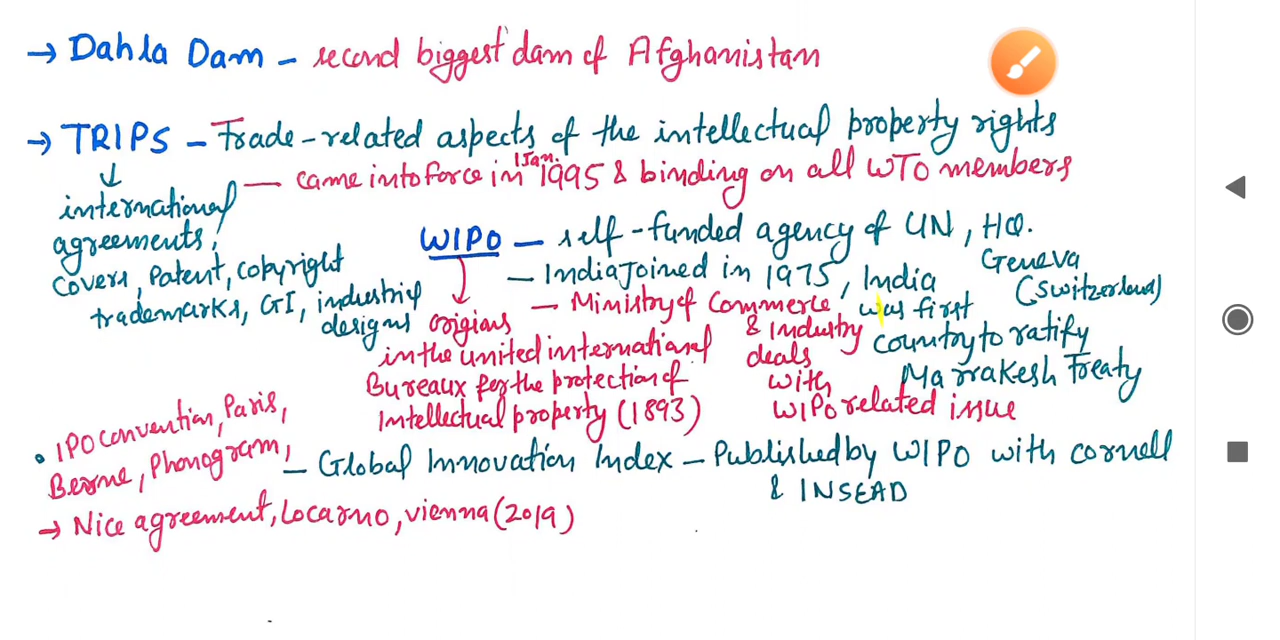 → Dahla Dam - second biggest dam of Afghanistan
→ TRIPS - Trade-related aspects of the intellectual property rights
— came into force in 1 Jan. 1995 & binding on all WTO members
↓ international
agreements,
covers, Patent, copyright
trademarks, GI, industrial
designs
WIPO — self-funded agency of UN, HQ.
Geneva
(Switzerland)
— India joined in 1975, India
was first
country to ratify
Marrakesh Treaty
— Ministry of Commerce
& Industry
deals
with
WIPO related issue
origians
in the united international
Bureaux for the protection of
Intellectual property (1893)
• IPO convention, Paris,
Berne, Phonogram,
— Global Innovation Index - Published by WIPO with cornell
& INSEAD
→ Nice agreement, Locarno, vienna (2019)